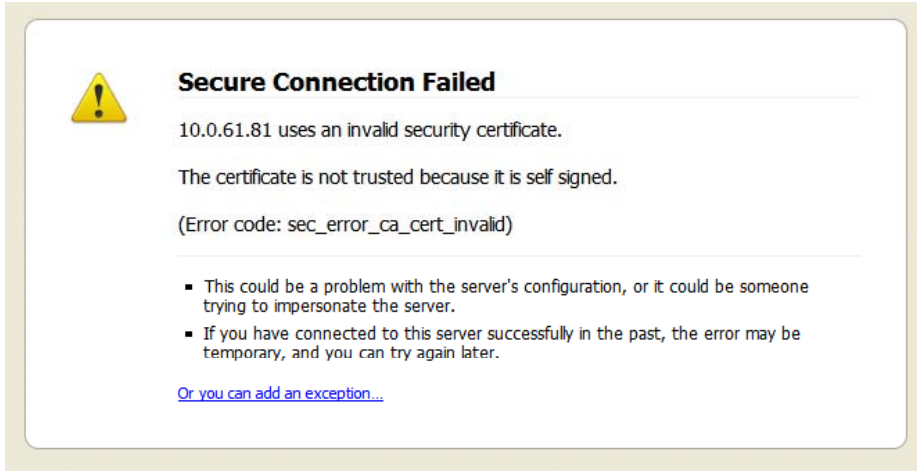 Secure Connection Failed
10.0.61.81 uses an invalid security certificate.
The certificate is not trusted because it is self signed.
(Error code: sec_error_ca_cert_invalid)
This could be a problem with the server's configuration, or it could be someone
trying to impersonate the server.
If you have connected to this server successfully in the past, the error may be
temporary, and you can try again later.
Or you can add an exception...